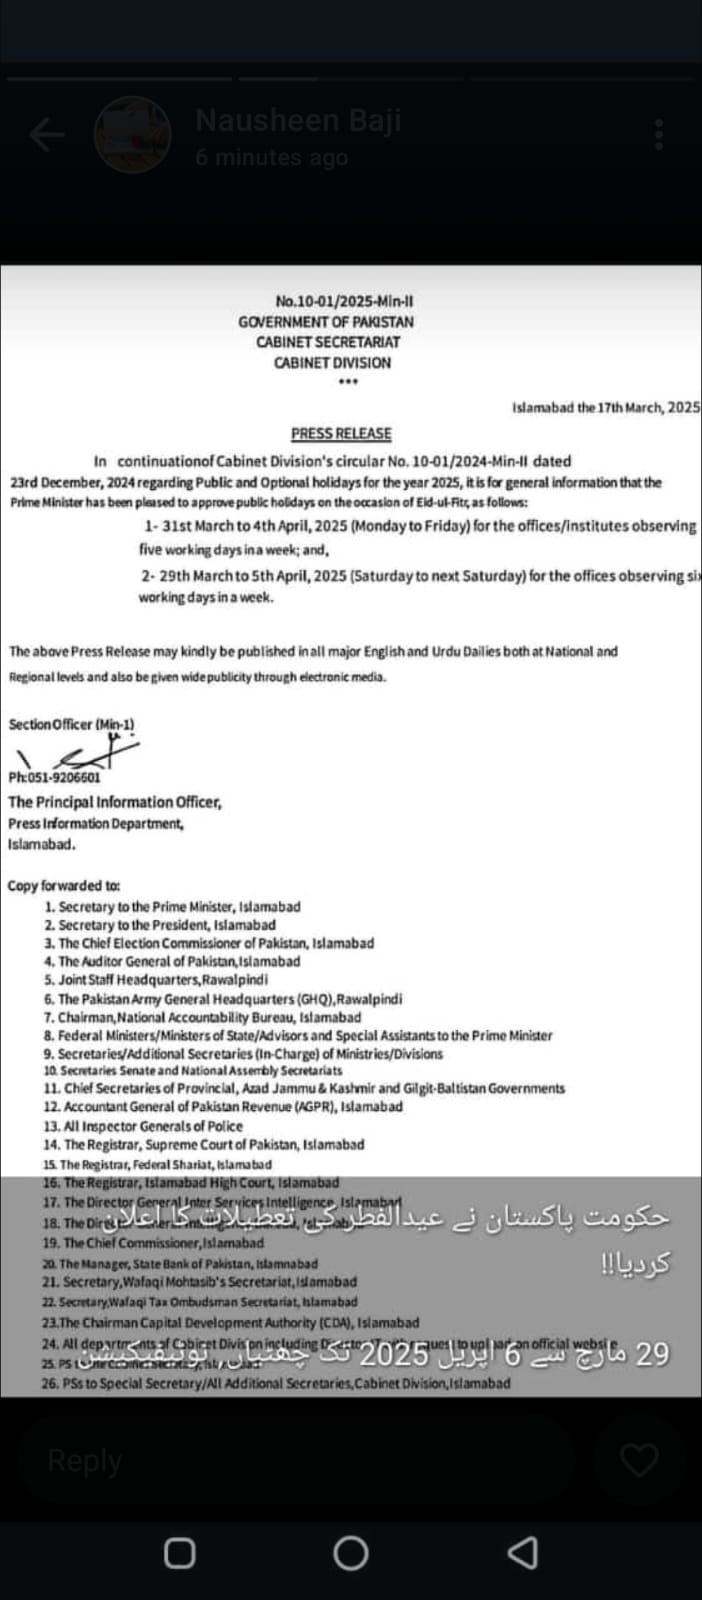 Nausheen Baji
6 minutes ago
No.10-01/2025-Min-II
GOVERNMENT OF PAKISTAN
CABINET SECRETARIAT
CABINET DIVISION
***
Islamabad the 17th March, 2025
PRESS RELEASE
In continuationof Cabinet Division's circular No. 10-01/2024-Min-II dated
23rd December, 2024 regarding Public and Optional holidays for the year 2025, it is for general information that the
Prime Minister has been pleased to approve public holidays on the occasion of Eid-ul-Fitr, as follows:
1- 31st March to 4th April, 2025 (Monday to Friday) for the offices/institutes observing
five working days in a week; and,
2- 29th March to 5th April, 2025 (Saturday to next Saturday) for the offices observing six
working days in a week.
The above Press Release may kindly be published in all major English and Urdu Dailies both at National and
Regional levels and also be given wide publicity through electronic media.
Section Officer (Min-1)
Ph:051-9206601
The Principal Information Officer,
Press Information Department,
Islamabad.
Copy forwarded to:
1. Secretary to the Prime Minister, Islamabad
2. Secretary to the President, Islamabad
3. The Chief Election Commissioner of Pakistan, Islamabad
4. The Auditor General of Pakistan,Islamabad
5. Joint Staff Headquarters,Rawalpindi
6. The Pakistan Army General Headquarters (GHQ),Rawalpindi
7. Chairman,National Accountability Bureau, Islamabad
8. Federal Ministers/Ministers of State/Advisors and Special Assistants to the Prime Minister
9. Secretaries/Additional Secretaries (In-Charge) of Ministries/Divisions
10. Secretaries Senate and National Assembly Secretariats
11. Chief Secretaries of Provincial, Azad Jammu & Kashmir and Gilgit-Baltistan Governments
12. Accountant General of Pakistan Revenue (AGPR), Islamabad
13. All Inspector Generals of Police
14. The Registrar, Supreme Court of Pakistan, Islamabad
15. The Registrar, Federal Shariat, Islamabad
16. The Registrar, Islamabad High Court, Islamabad
17. The Director General Inter Services Intelligence, Islamabad
18. The
حکومت پاکستان نے عیدالفطر کی تعطیلات کا اعلان
کردیا!!
19. The Chief Commissioner,Islamabad
20. The Manager, State Bank of Pakistan, Islamnabad
21. Secretary,Wafaqi Mohtasib's Secretariat,Islamabad
22. Secretary,Wafaqi Tax Ombudsman Secretariat, Islamabad
23.The Chairman Capital Development Authority (CDA), Islamabad
24. All departments of Cabinet Division including to upload on official website
29 مارچ سے 6 اپریل 2025 تک چھٹیاں۔ نوٹیفیکیشن
25. PS
26. PSs to Special Secretary/All Additional Secretaries,Cabinet Division,Islamabad
Reply